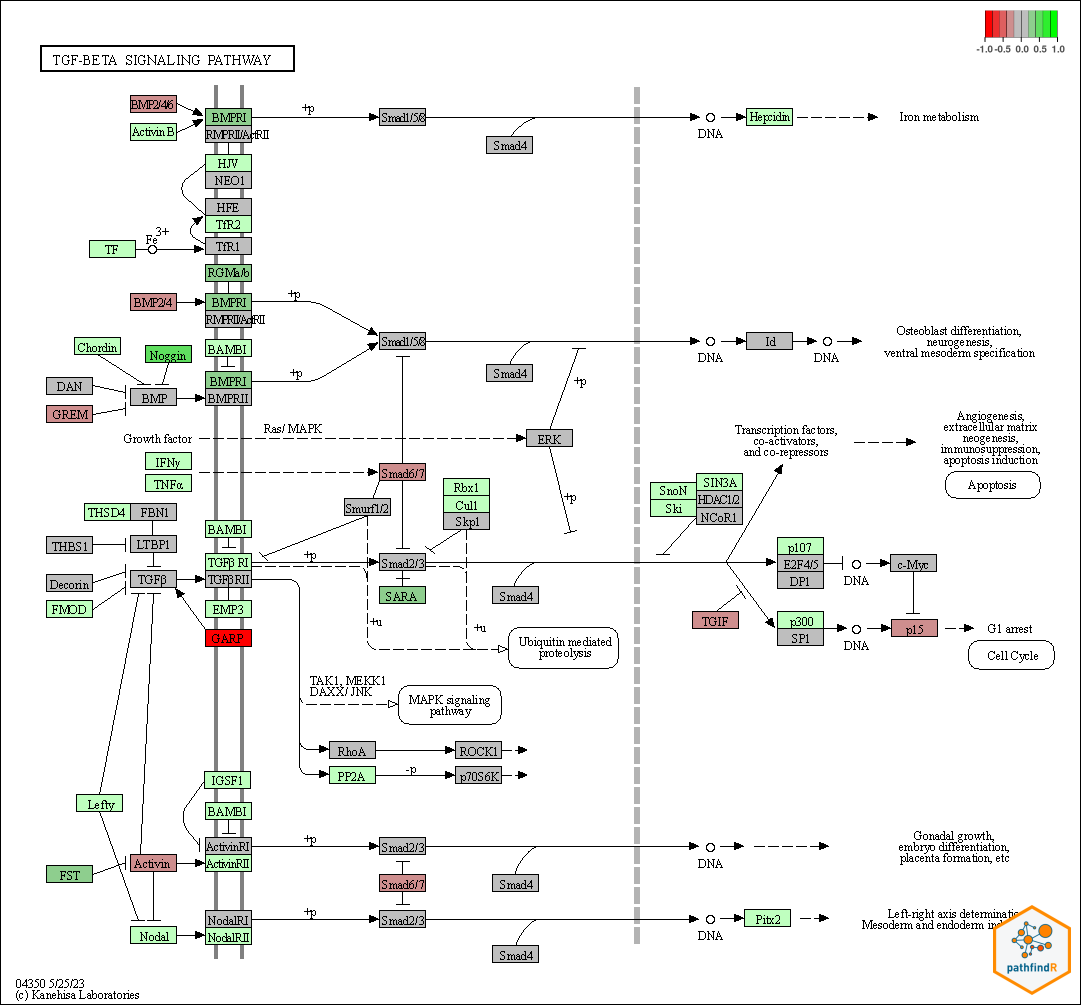 -1.0 -0.5 0.0 0.5 1.0
TGF-BETA SIGNALING PATHWAY
BMP2/4/6
Activin B
BMPRI
RMPRII/ActRII
+p
Smad1/5/8
Smad4
DNA
Hepcidin
Iron metabolism
HJV
NEO1
HFE
TfR2
TfR1
TF
Fe
3+
RGMa/b
BMP2/4
BMPRI
RMPRII/ActRII
+p
Smad1/5/8
Smad4
DNA
Id
DNA
Osteoblast differentiation,
neurogenesis,
ventral mesoderm specification
Chordin
Noggin
BAMBI
DAN
GREM
BMP
BMPRI
BMPRII
+p
+p
Growth factor
Ras/ MAPK
ERK
+p
Transcription factors,
co-activators,
and co-repressors
Angiogenesis,
extracellular matrix
neogenesis,
immunosuppression,
apoptosis induction
Apoptosis
IFNγ
TNFα
Smad6/7
Smurf1/2
Rbx1
Cul1
Skp1
SnoN
Ski
SIN3A
HDAC1/2
NCoR1
THSD4
FBN1
THBS1
LTBP1
BAMBI
Decorin
FMOD
TGFβ
TGFβ RI
TGFβRII
+p
Smad2/3
SARA
Smad4
EMP3
GARP
+u
+u
Ubiquitin mediated
proteolysis
p107
E2F4/5
DP1
DNA
c-Myc
TGIF
p300
SP1
DNA
p15
G1 arrest
Cell Cycle
TAK1, MEKK1
DAXX/ JNK
MAPK signaling
pathway
RhoA
ROCK1
PP2A
-p
p70S6K
IGSF1
Lefty
BAMBI
FST
Activin
ActivinRI
ActivinRII
+p
Smad2/3
Smad4
DNA
Gonadal growth,
embryo differentiation,
placenta formation, etc
Smad6/7
Nodal
NodalRI
NodalRII
+p
Smad2/3
Smad4
DNA
Pitx2
Left-right axis determinatio
Mesoderm and endoderm ind
pathfindR
04350 5/25/23
(c) Kanehisa Laboratories